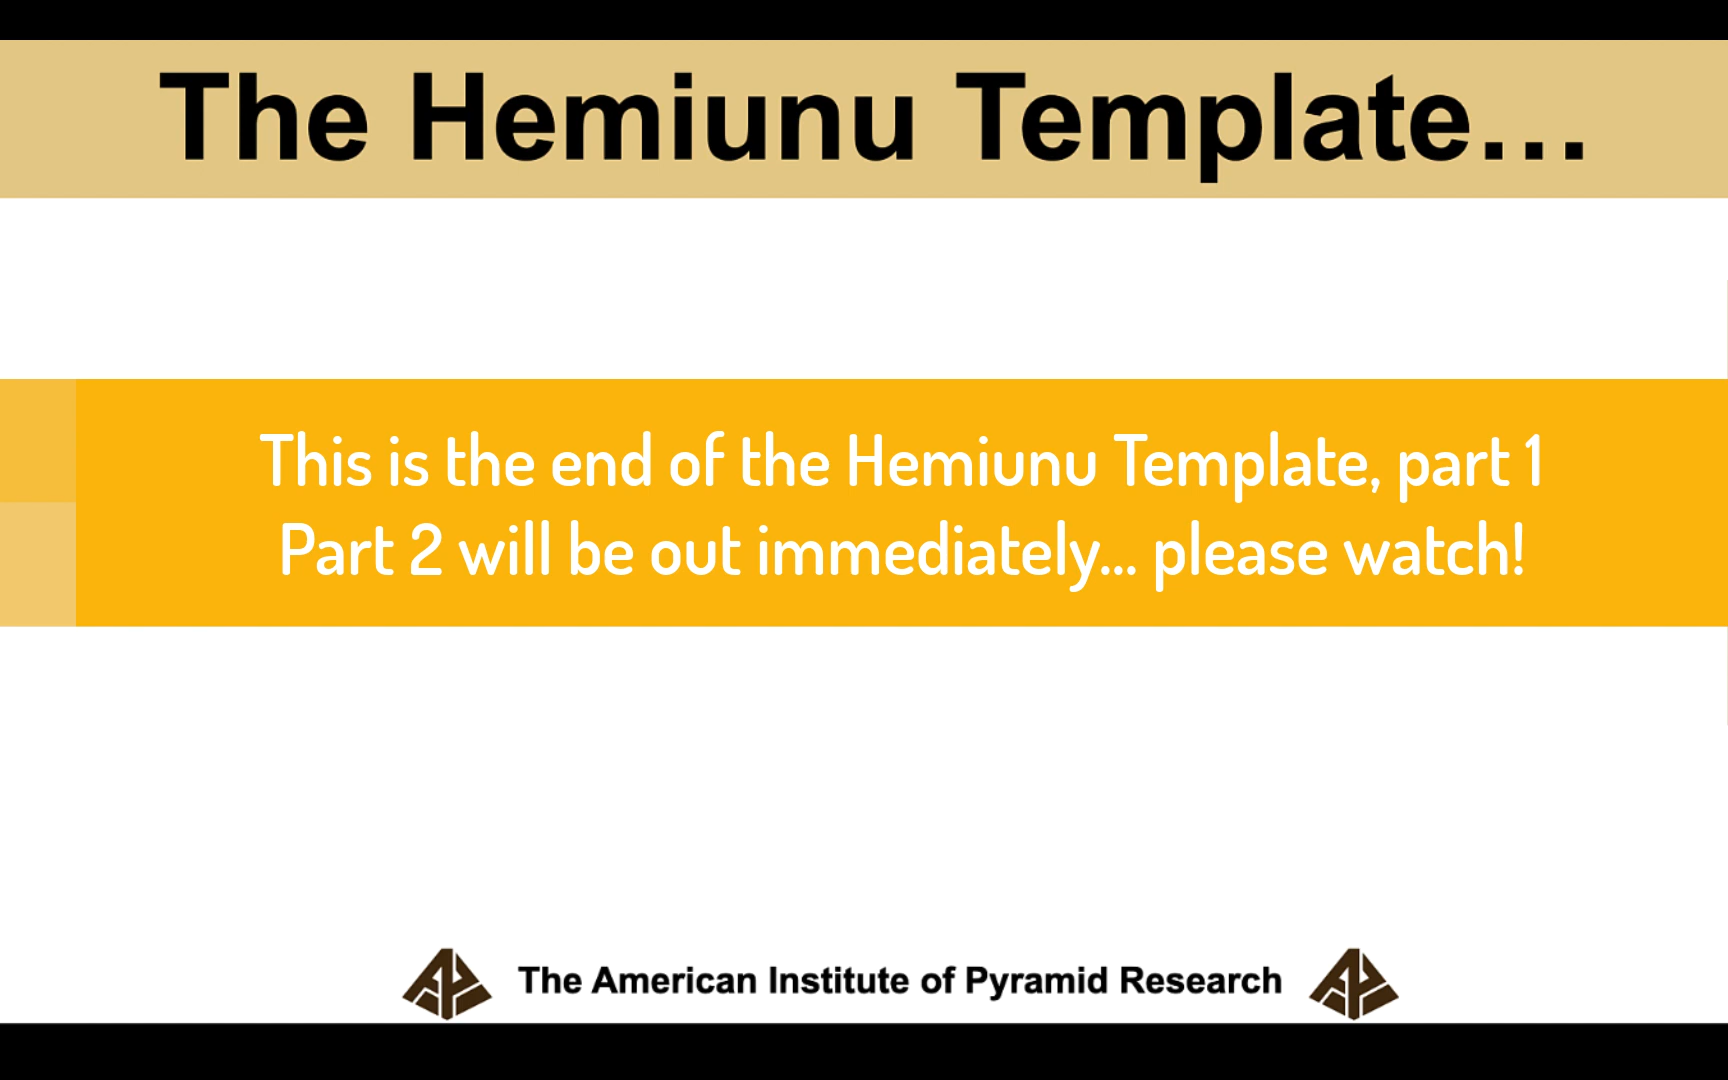 The Hemiunu Template...
This is the end of the Hemiunu Template, part 1
Part 2 will be out immediately... please watch!
The American Institute of Pyramid Research